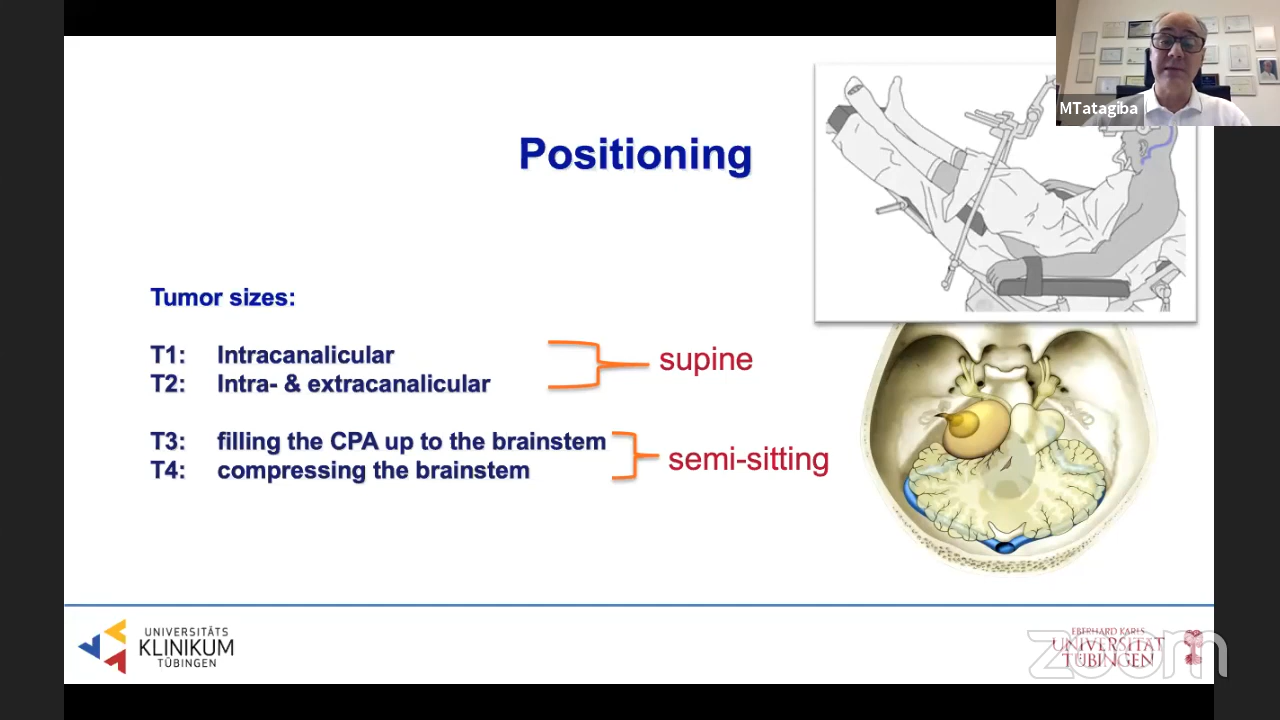 MTatagiba
Positioning
Tumor sizes:
T1: Intracanalicular
T2: Intra- & extracanalicular
supine
T3: filling the CPA up to the brainstem
T4: compressing the brainstem
semi-sitting
UNIVERSITÄTS
KLINIKUM
TÜBINGEN
EBERHARD KARLS
UNIVERSITÄT
TÜBINGEN
zoom